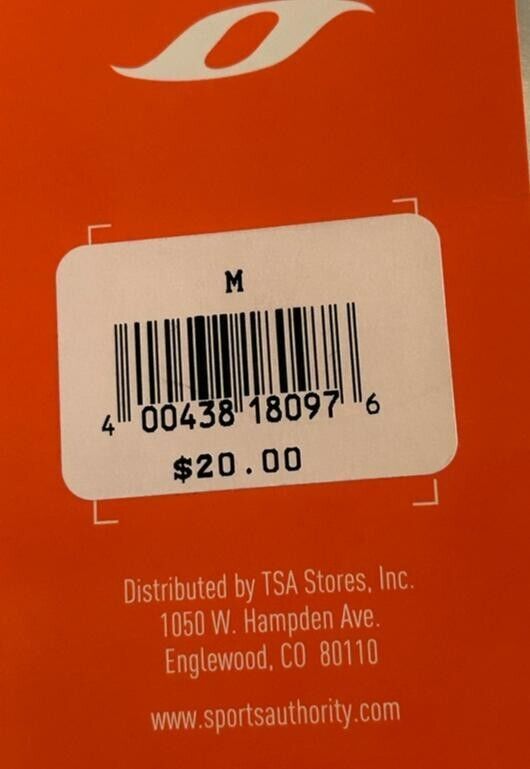 M
4 00438 18097 6
$20.00
Distributed by TSA Stores, Inc.
1050 W. Hampden Ave.
Englewood, CO 80110
www.sportsauthority.com